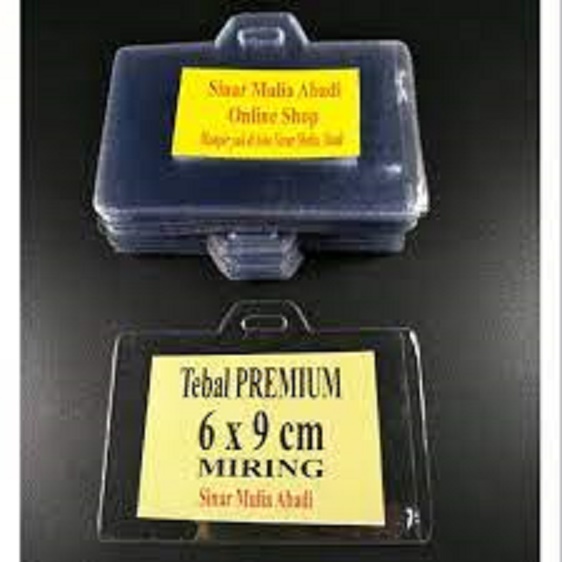 Sinar Mulia Abadi
Online Shop
Tebal PREMIUM
6 x 9 cm
MIRING
Sinar Mulia Abadi